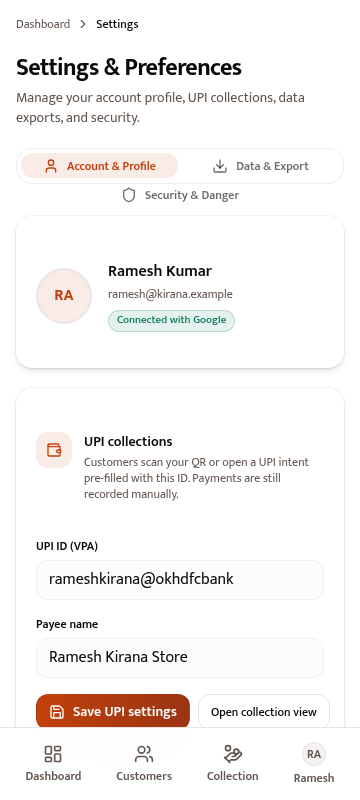 Dashboard > Settings
Settings & Preferences
Manage your account profile, UPI collections, data
exports, and security.
Account & Profile
Data & Export
Security & Danger
RA
Ramesh Kumar
ramesh@kirana.example
Connected with Google
UPI collections
Customers scan your QR or open a UPI intent
pre-filled with this ID. Payments are still
recorded manually.
UPI ID (VPA)
rameshkirana@okhdfcbank
Payee name
Ramesh Kirana Store
Save UPI settings
Open collection view
Dashboard
Customers
Collection
RA
Ramesh